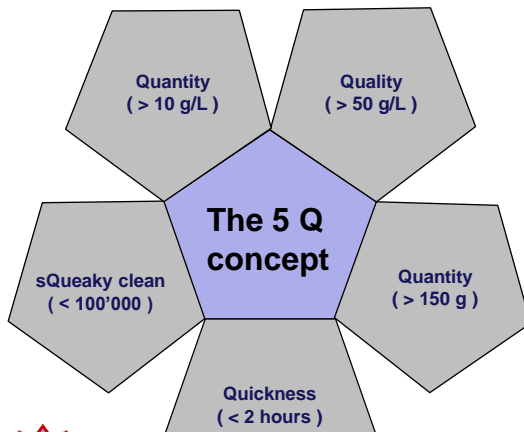 Quantity
( > 10 g/L )
Quality
( > 50 g/L )
The 5 Q
concept
sQueaky clean
( < 100'000 )
Quantity
( > 150 g )
Quickness
( < 2 hours )